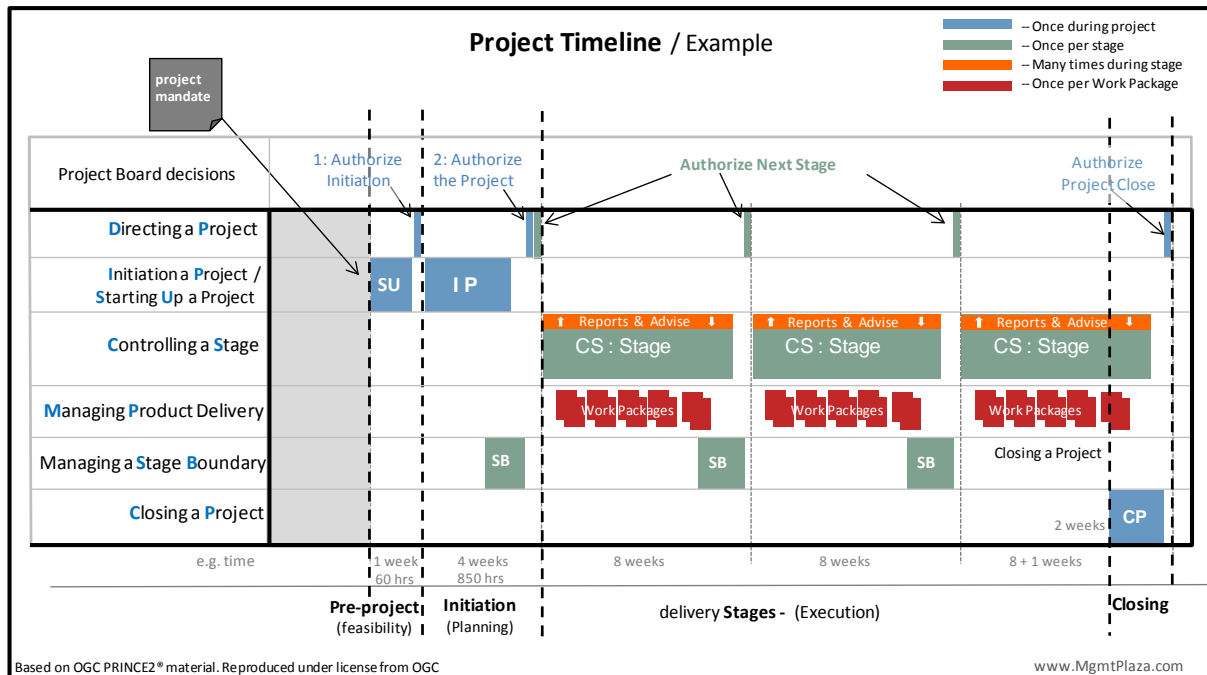 Project Timeline / Example
-- Once during project
-- Once per stage
-- Many times during stage
-- Once per Work Package
project
mandate
Project Board decisions
1: Authorize
Initiation
2: Authorize
the Project
Authorize Next Stage
Authorize
Project Close
Directing a Project
Initiation a Project /
Starting Up a Project
SU
I P
Controlling a Stage
⬆ Reports & Advise ⬇
CS : Stage
⬆ Reports & Advise ⬇
CS : Stage
⬆ Reports & Advise ⬇
CS : Stage
Managing Product Delivery
Work Packages
Work Packages
Work Packages
Managing a Stage Boundary
SB
SB
SB
Closing a Project
Closing a Project
2 weeks
CP
e.g. time
1 week
60 hrs
4 weeks
850 hrs
8 weeks
8 weeks
8 + 1 weeks
Pre-project
(feasibility)
Initiation
(Planning)
delivery Stages - (Execution)
Closing
Based on OGC PRINCE2® material. Reproduced under license from OGC
www.MgmtPlaza.com